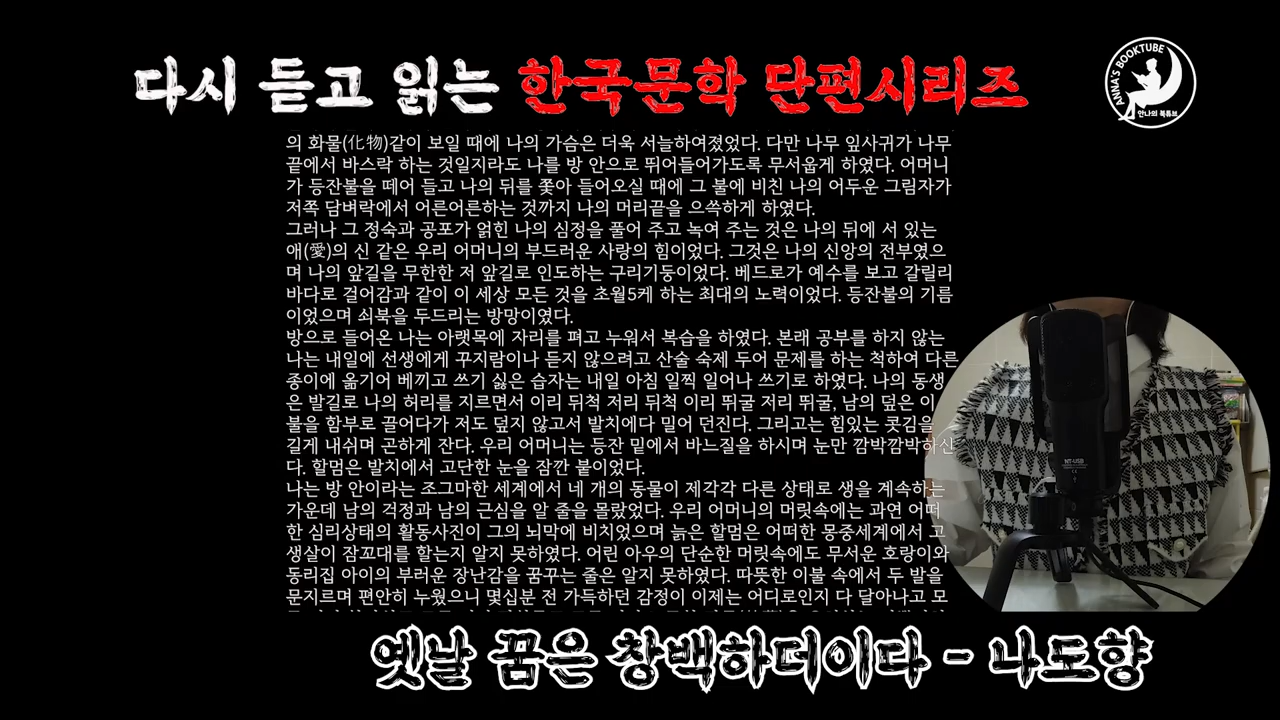 다시 듣고 읽는 한국문학 단편시리즈
ANNA'S BOOKTUBE
안나의 북튜브
의 화물(化物)같이 보일 때에 나의 가슴은 더욱 서늘하여졌었다. 다만 나무 잎사귀가 나무
끝에서 바스락 하는 것일지라도 나를 방 안으로 뛰어들어가도록 무서웁게 하였다. 어머니
가 등잔불을 떼어 들고 나의 뒤를 쫓아 들어오실 때에 그 불에 비친 나의 어두운 그림자가
저쪽 담벼락에서 어른어른하는 것까지 나의 머리끝을 으쓱하게 하였다.
그러나 그 정숙과 공포가 얽힌 나의 심정을 풀어 주고 녹여 주는 것은 나의 뒤에 서 있는
애(愛)의 신 같은 우리 어머니의 부드러운 사랑의 힘이었다. 그것은 나의 신앙의 전부였으
며 나의 앞길을 무한한 저 앞길로 인도하는 구리기둥이었다. 베드로가 예수를 보고 갈릴리
바다로 걸어감과 같이 이 세상 모든 것을 초월5케 하는 최대의 노력이었다. 등잔불의 기름
이었으며 쇠북을 두드리는 방망이였다.
방으로 들어온 나는 아랫목에 자리를 펴고 누워서 복습을 하였다. 본래 공부를 하지 않는
나는 내일에 선생에게 꾸지람이나 듣지 않으려고 산술 숙제 두어 문제를 하는 척하여 다른
종이에 옮기어 베끼고 쓰기 싫은 습자는 내일 아침 일찍 일어나 쓰기로 하였다. 나의 동생
은 발길로 나의 허리를 지르면서 이리 뒤척 저리 뒤척 이리 뛰굴 저리 뛰굴, 남의 덮은 이
불을 함부로 끌어다가 저도 덮지 않고서 발치에다 밀어 던진다. 그리고는 힘있는 콧김을
길게 내쉬며 곤하게 잔다. 우리 어머니는 등잔 밑에서 바느질을 하시며 눈만 깜박깜박하신
다. 할멈은 발치에서 고단한 눈을 잠깐 붙이었다.
나는 방 안이라는 조그마한 세계에서 네 개의 동물이 제각각 다른 상태로 생을 계속하는
가운데 남의 걱정과 남의 근심을 알 줄을 몰랐었다. 우리 어머니의 머릿속에는 과연 어떠
한 심리상태의 활동사진이 그의 뇌막에 비치었으며 늙은 할멈은 어떠한 몽중세계에서 고
생살이 잠꼬대를 할는지 알지 못하였다. 어린 아우의 단순한 머릿속에도 무서운 호랑이와
동리집 아이의 부러운 장난감을 꿈꾸는 줄은 알지 못하였다. 따뜻한 이불 속에서 두 발을
문지르며 편안히 누웠으니 몇십분 전 가득하던 감정이 이제는 어디로인지 다 달아나고 모
NT-USB
옛날 꿈은 창백하더이다 - 나도향